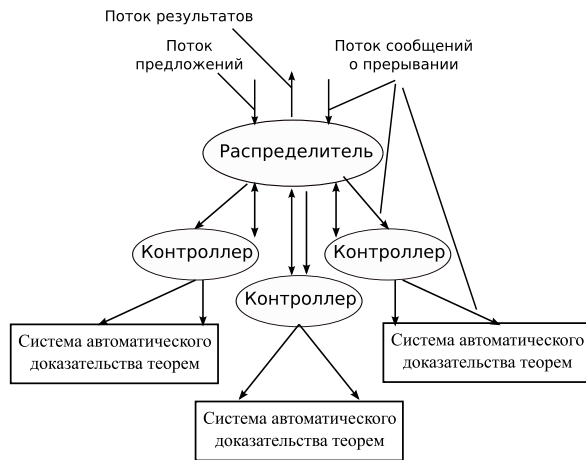 Поток результатов
Поток
предложений
Поток сообщений
о прерывании
Распределитель
Контроллер
Контроллер
Контроллер
Система автоматического
доказательства теорем
Система автоматического
доказательства теорем
Система автоматического
доказательства теорем